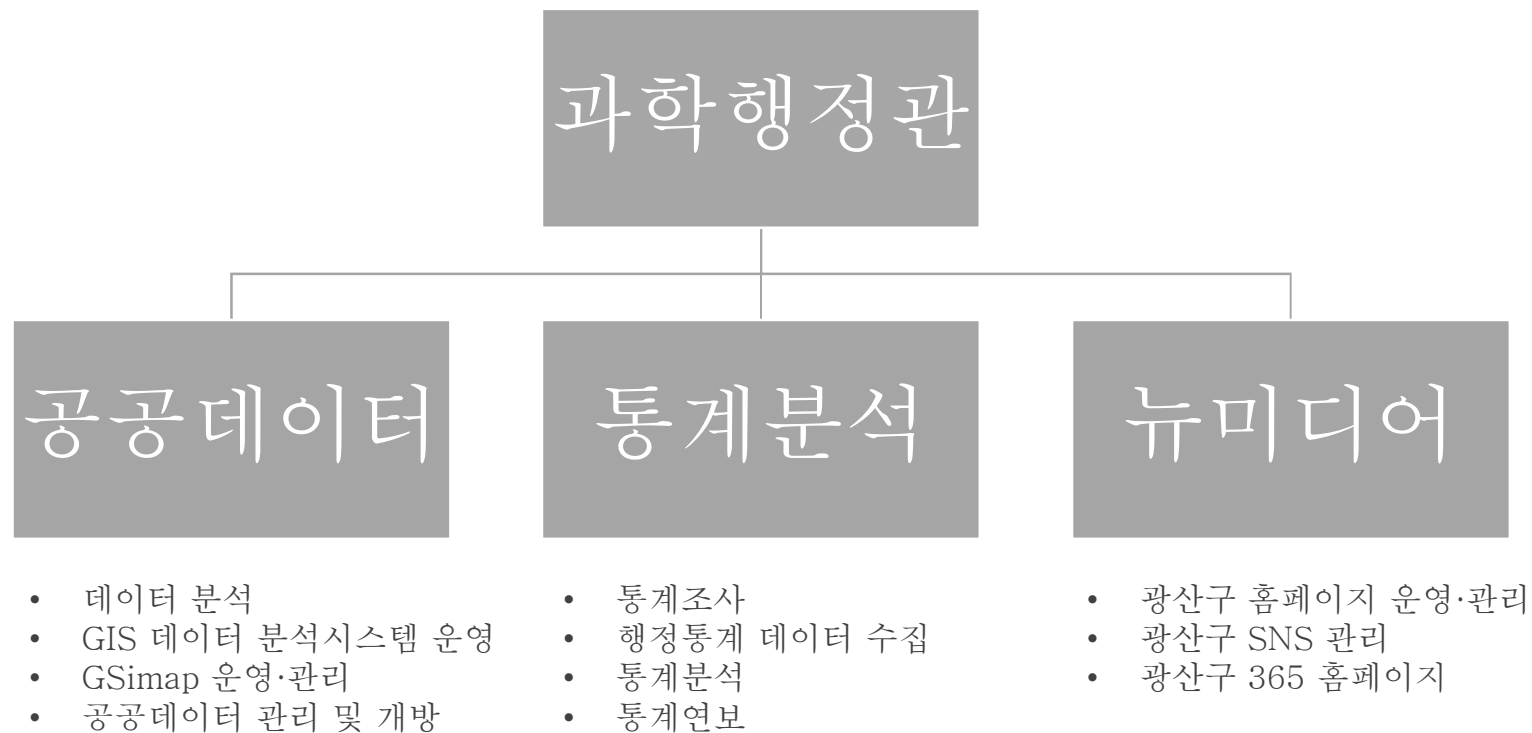 과학행정관
공공데이터
통계분석
뉴미디어
• 데이터 분석
• GIS 데이터 분석시스템 운영
• GSimap 운영·관리
• 공공데이터 관리 및 개방
• 통계조사
• 행정통계 데이터 수집
• 통계분석
• 통계연보
• 광산구 홈페이지 운영·관리
• 광산구 SNS 관리
• 광산구 365 홈페이지